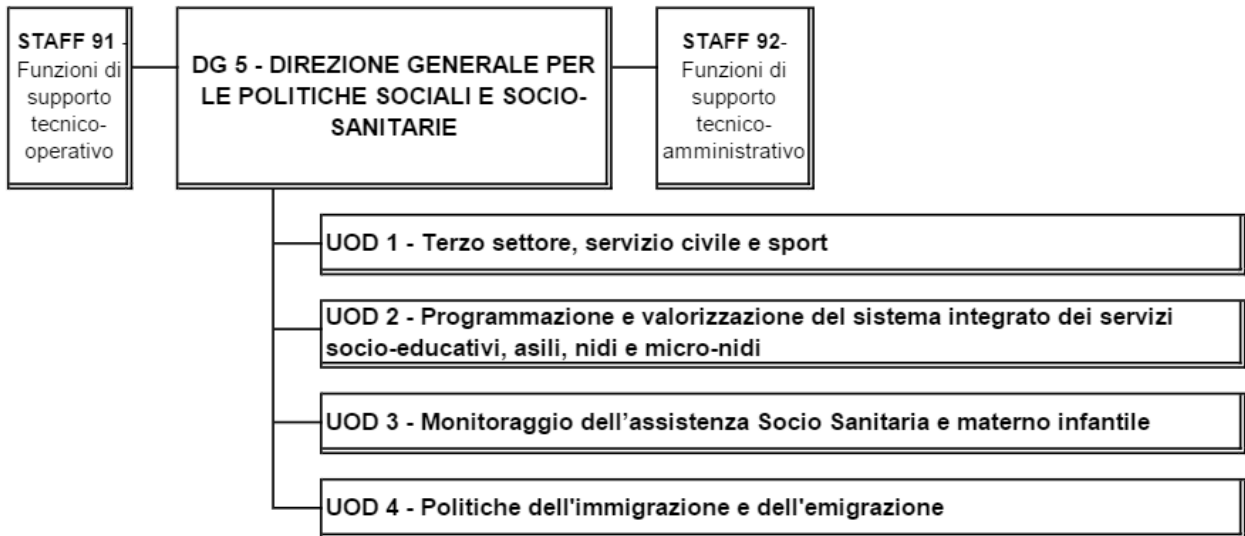 STAFF 91 -
Funzioni di
supporto
tecnico-
operativo
DG 5 - DIREZIONE GENERALE PER
LE POLITICHE SOCIALI E SOCIO-
SANITARIE
STAFF 92-
Funzioni di
supporto
tecnico-
amministrativo
UOD 1 - Terzo settore, servizio civile e sport
UOD 2 - Programmazione e valorizzazione del sistema integrato dei servizi
socio-educativi, asili, nidi e micro-nidi
UOD 3 - Monitoraggio dell’assistenza Socio Sanitaria e materno infantile
UOD 4 - Politiche dell'immigrazione e dell'emigrazione